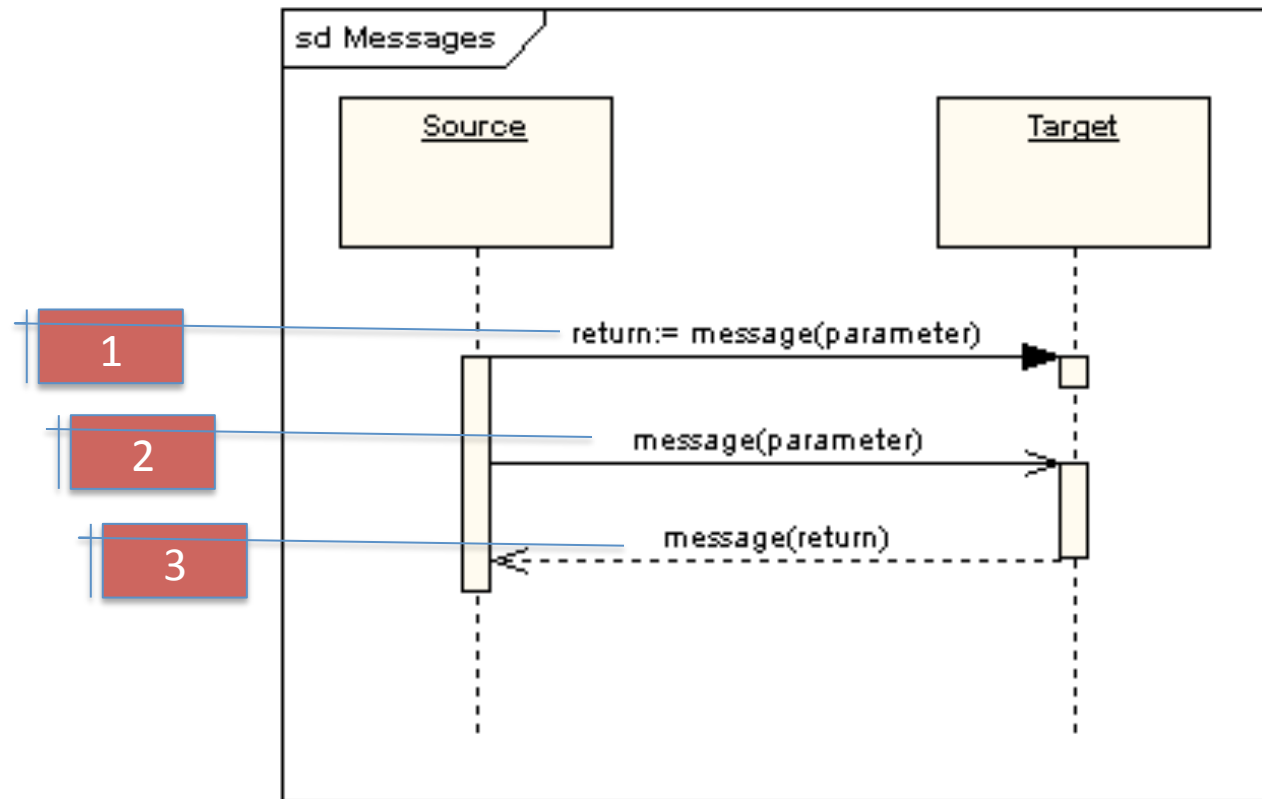 sd Messages
Source
Target
1
return:= message(parameter)
2
message(parameter)
3
message(return)